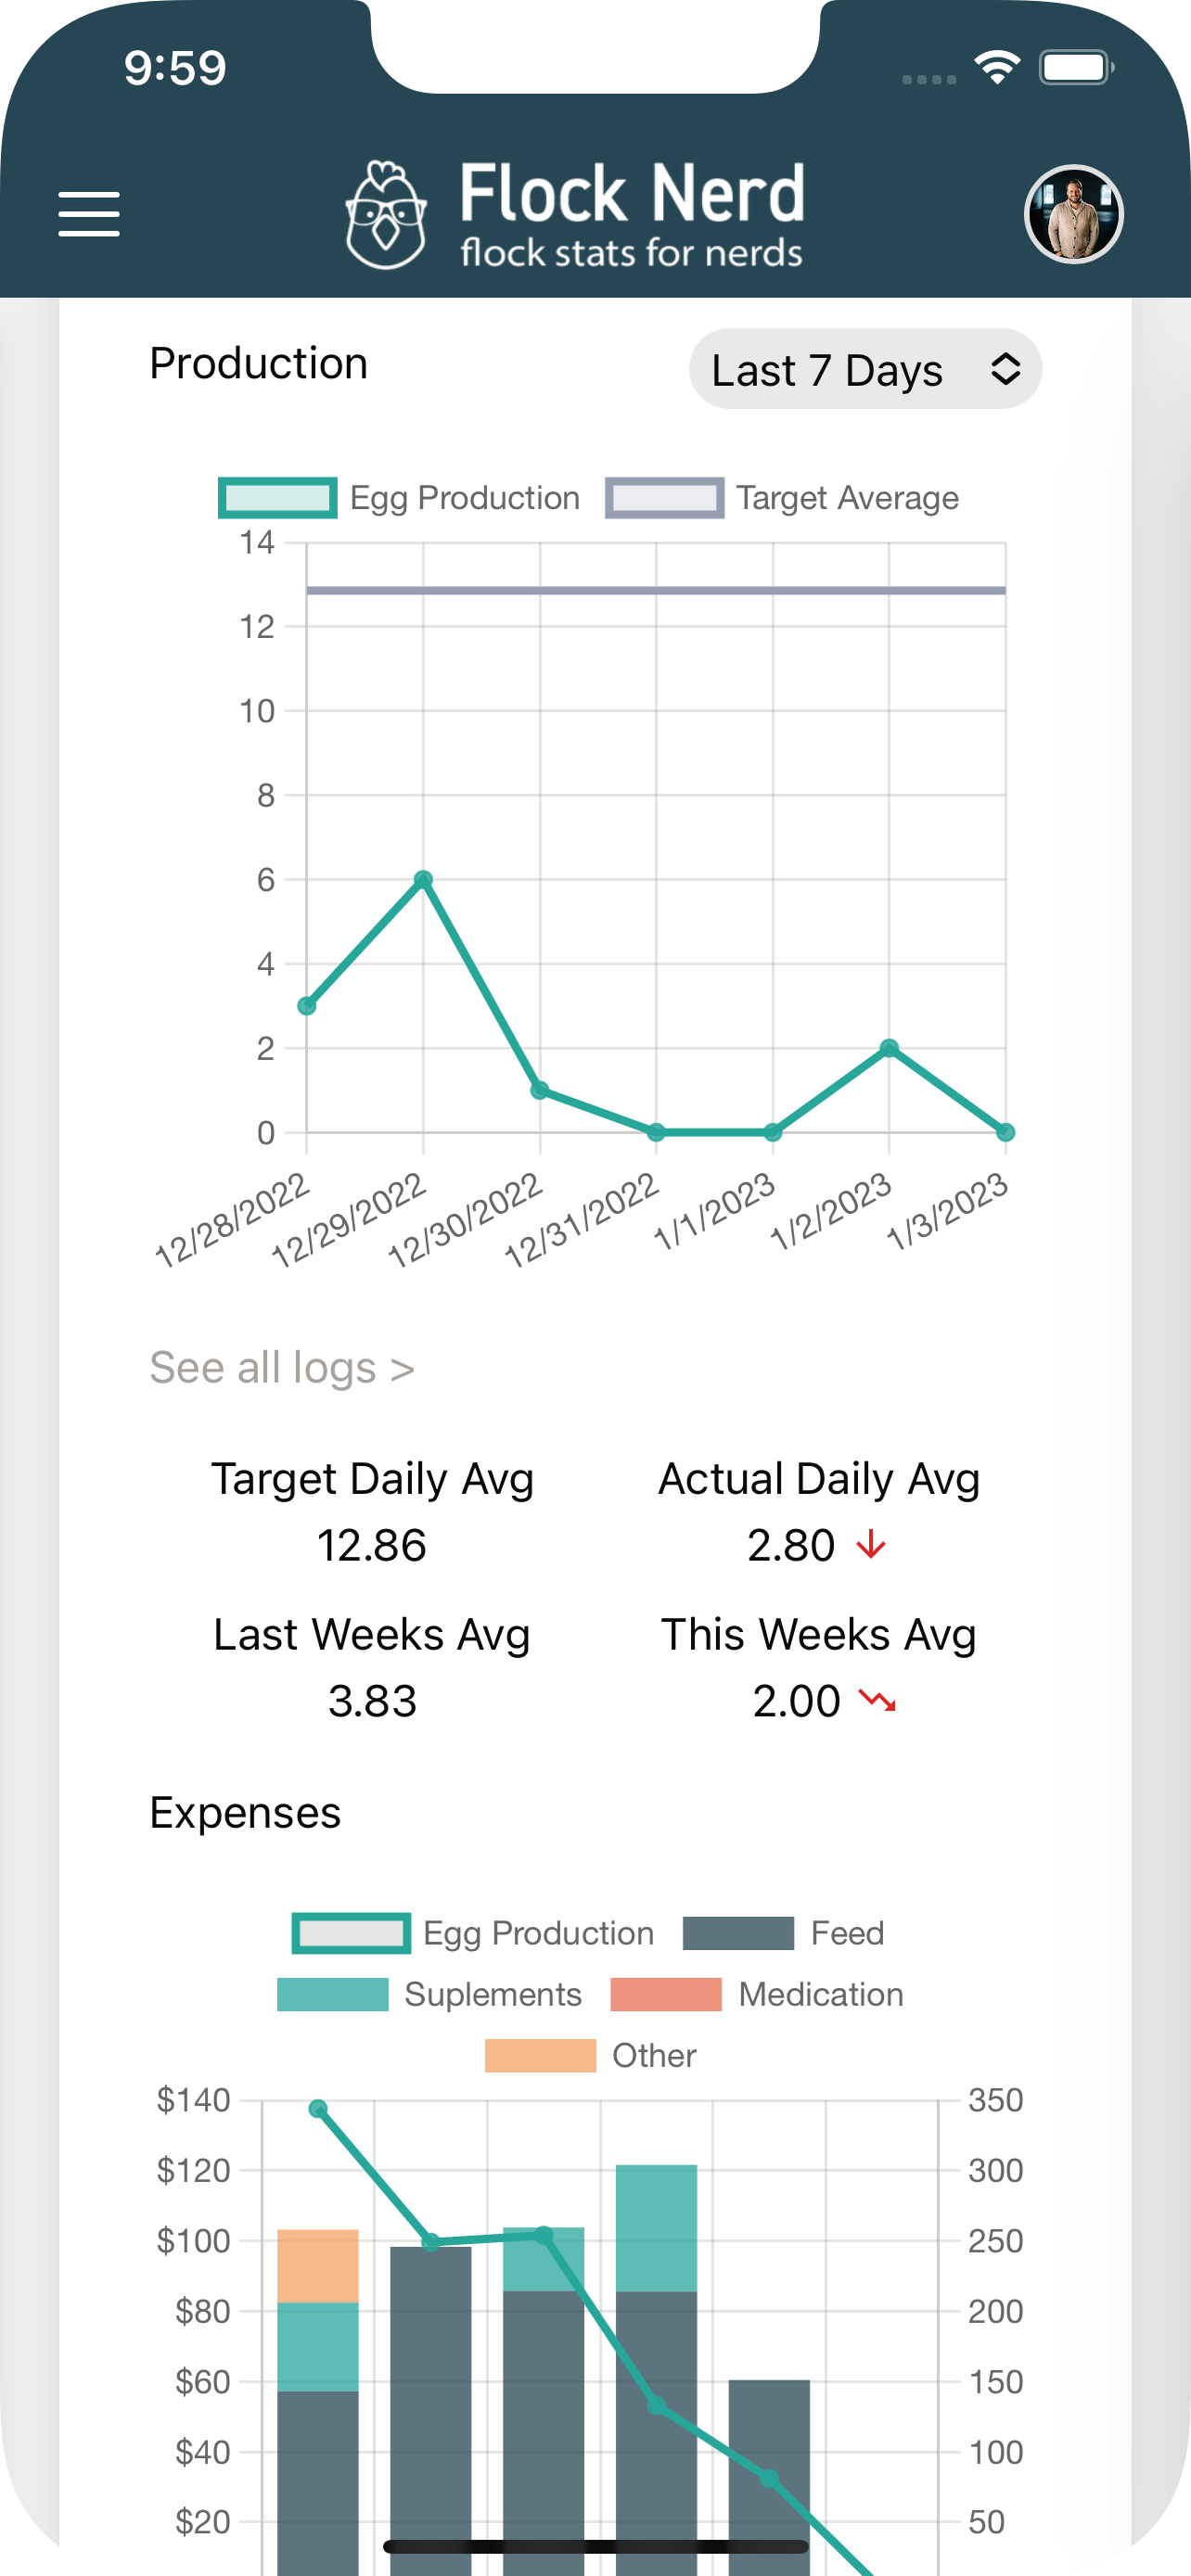 9:59
Flock Nerd
flock stats for nerds
Production
Last 7 Days
Egg Production Target Average
14
12
10
8
6
4
2
0
12/28/2022 12/29/2022 12/30/2022 12/31/2022 1/1/2023 1/2/2023 1/3/2023
See all logs >
Target Daily Avg Actual Daily Avg
12.86 2.80
Last Weeks Avg This Weeks Avg
3.83 2.00
Expenses
Egg Production Feed
Suplements Medication
Other
$140 350
$120 300
$100 250
$80 200
$60 150
$40 100
$20 50